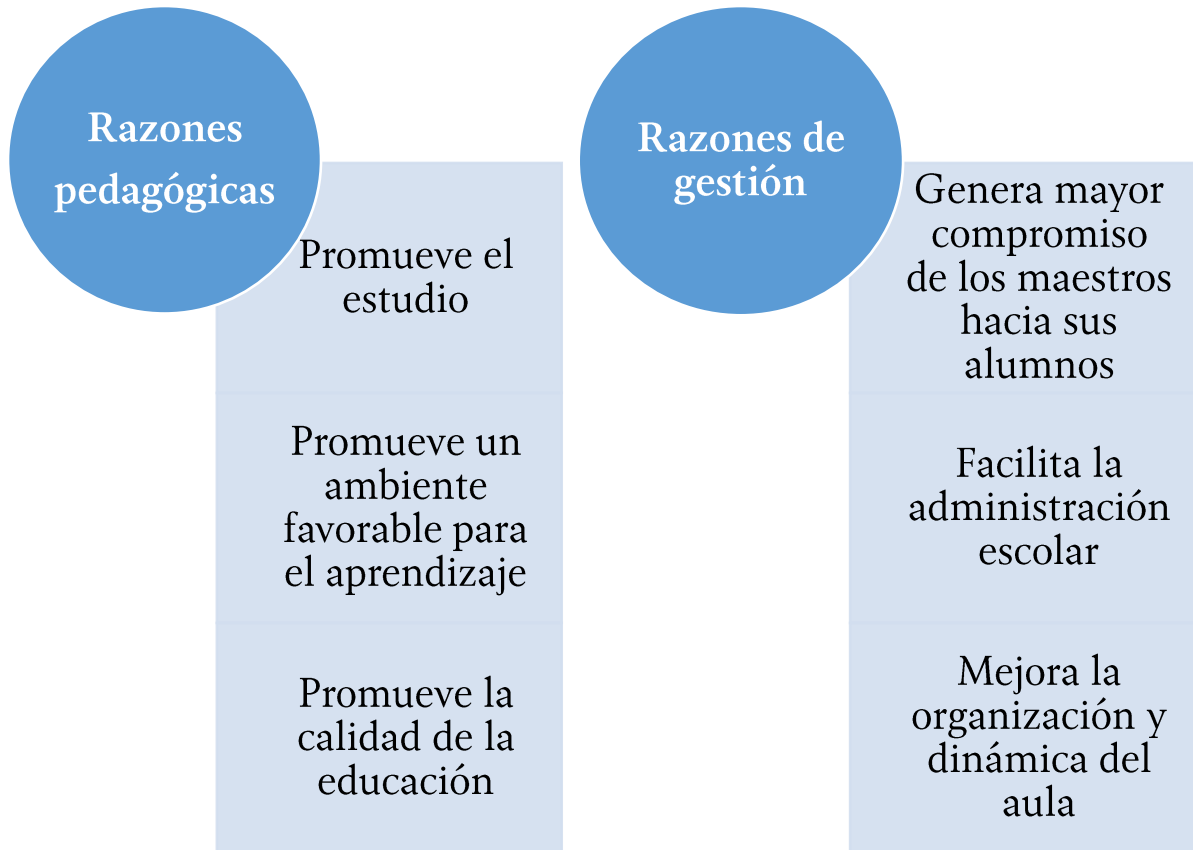 Razones
pedagógicas
Promueve el
estudio
Promueve un
ambiente
favorable para
el aprendizaje
Promueve la
calidad de la
educación
Razones de
gestión
Genera mayor
compromiso
de los maestros
hacia sus
alumnos
Facilita la
administración
escolar
Mejora la
organización y
dinámica del
aula